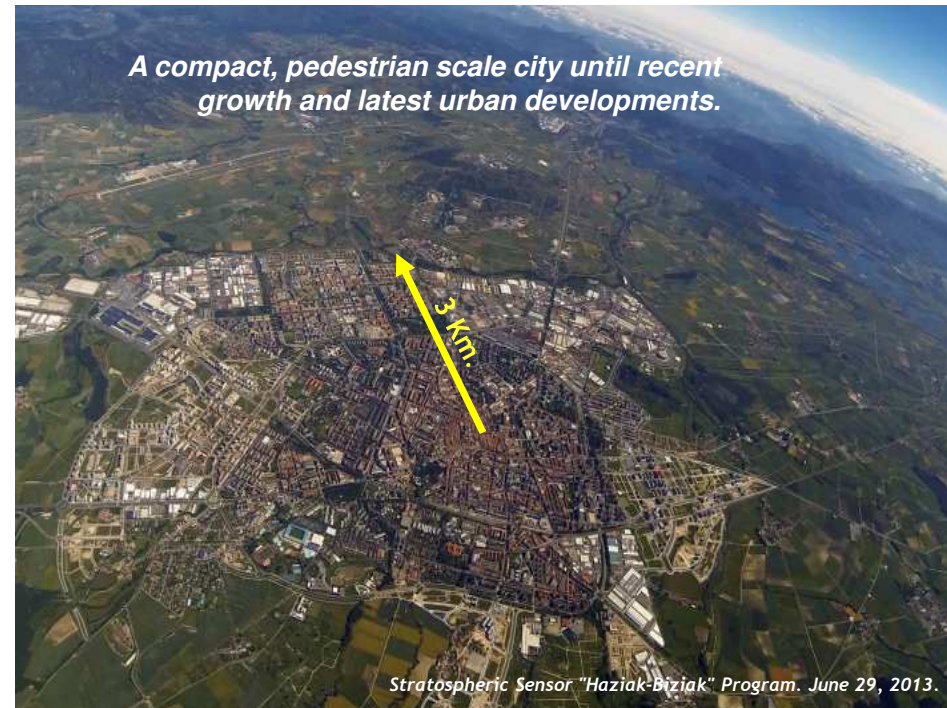 A compact, pedestrian scale city until recent
growth and latest urban developments.
3 Km.
Stratospheric Sensor "Haziak-Biziak" Program. June 29, 2013.